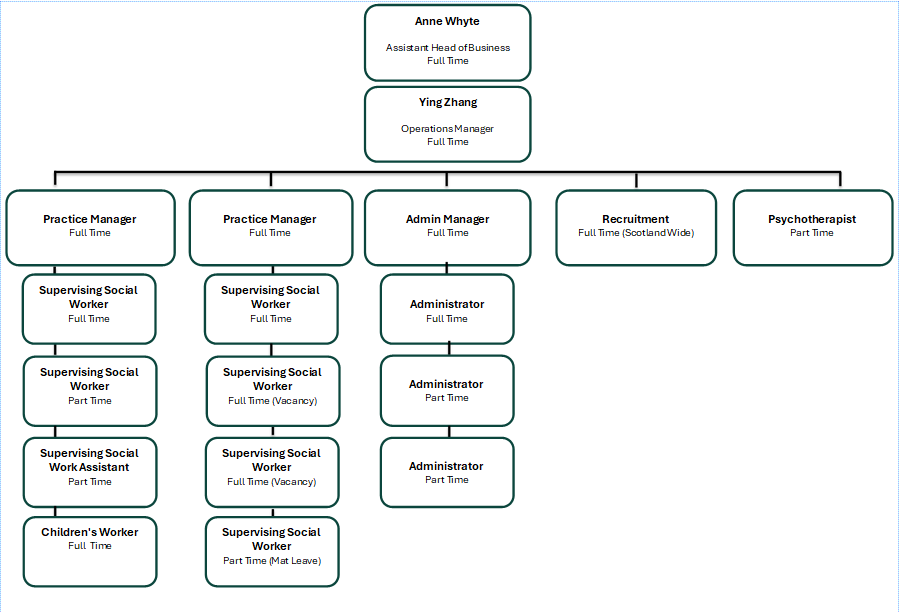 Anne Whyte
Assistant Head of Business
Full Time
Ying Zhang
Operations Manager
Full Time
Practice Manager
Full Time
Practice Manager
Full Time
Admin Manager
Full Time
Recruitment
Full Time (Scotland Wide)
Psychotherapist
Part Time
Supervising Social
Worker
Full Time
Supervising Social
Worker
Full Time
Administrator
Full Time
Supervising Social
Worker
Part Time
Supervising Social
Worker
Full Time (Vacancy)
Administrator
Part Time
Supervising Social
Work Assistant
Part Time
Supervising Social
Worker
Full Time (Vacancy)
Administrator
Part Time
Children's Worker
Full Time
Supervising Social
Worker
Part Time (Mat Leave)